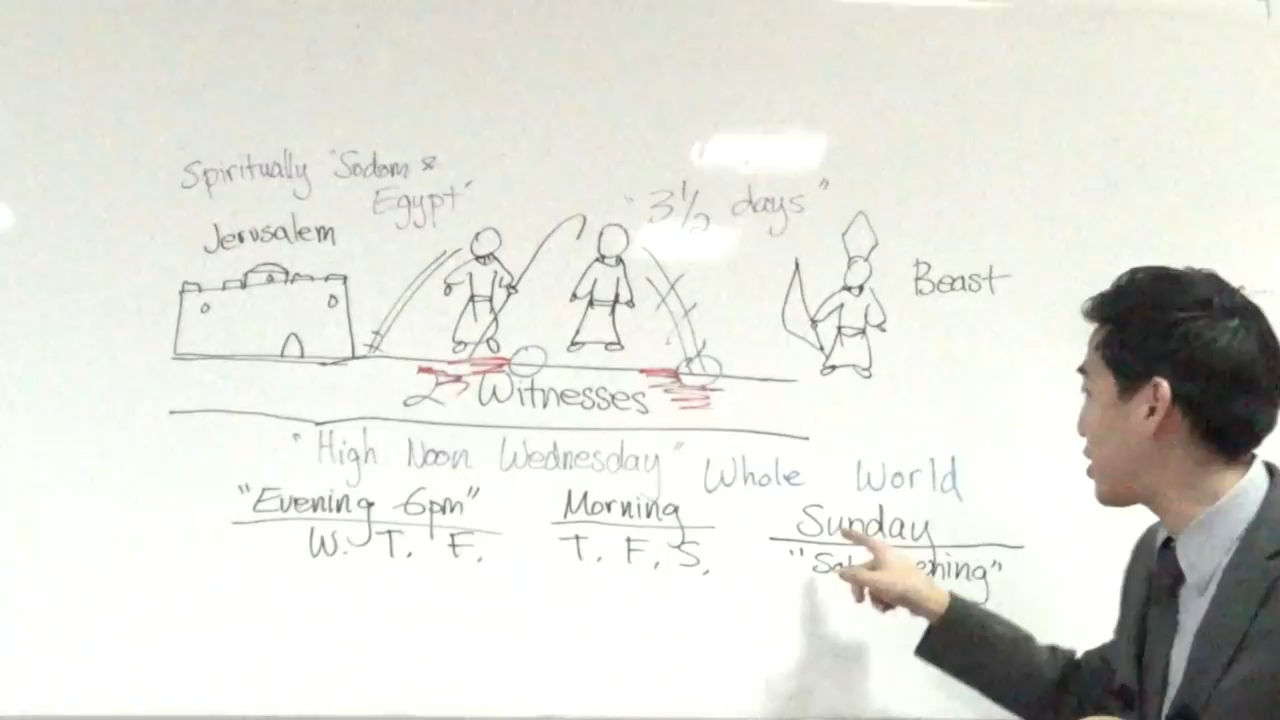 Spiritually "Sodom &
Egypt"
Jerusalem
"3½ days"
Beast
2 Witnesses
"High Noon Wednesday"
Whole World
"Evening 6pm"
W. T. F.
Morning
T. F. S.
Sunday